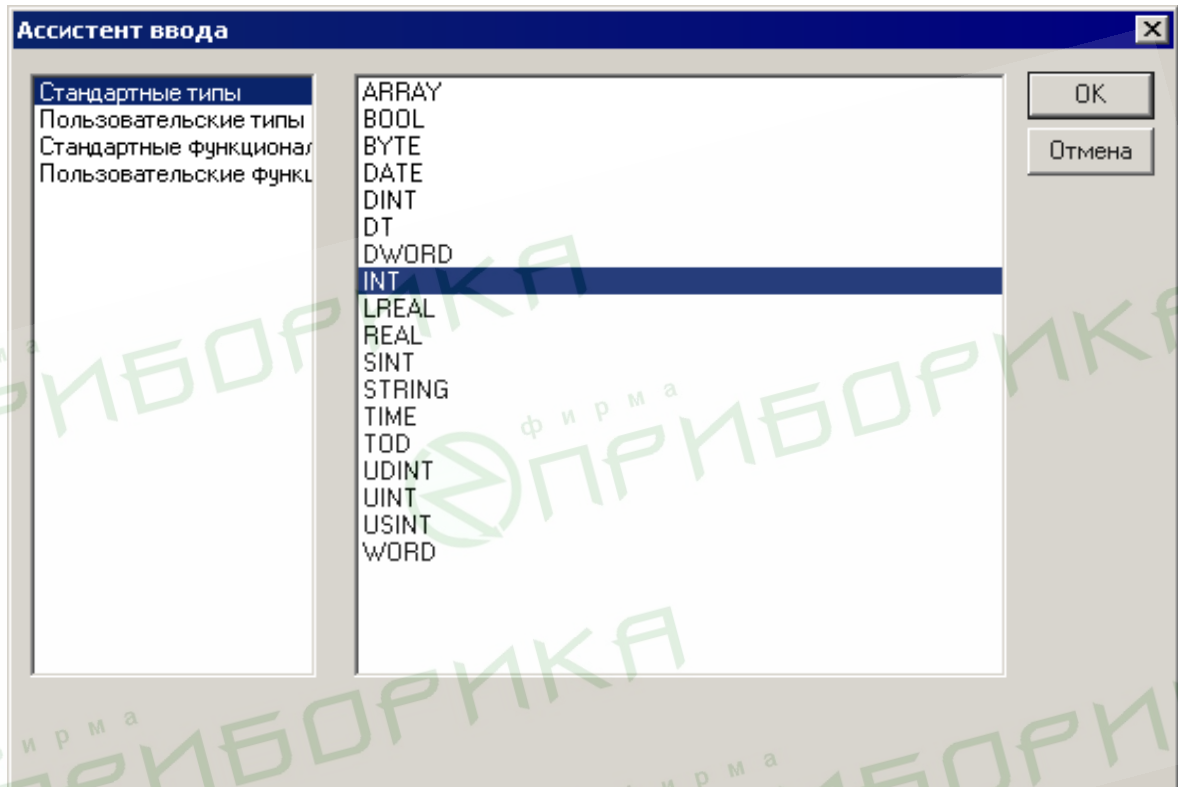 Ассистент ввода
Стандартные типы
Пользовательские типы
Стандартные функционал
Пользовательские функц
ARRAY
BOOL
BYTE
DATE
DINT
DT
DWORD
INT
LREAL
REAL
SINT
STRING
TIME
TOD
UDINT
UINT
USINT
WORD
OK
Отмена
фирма
ПРИБОРИКА